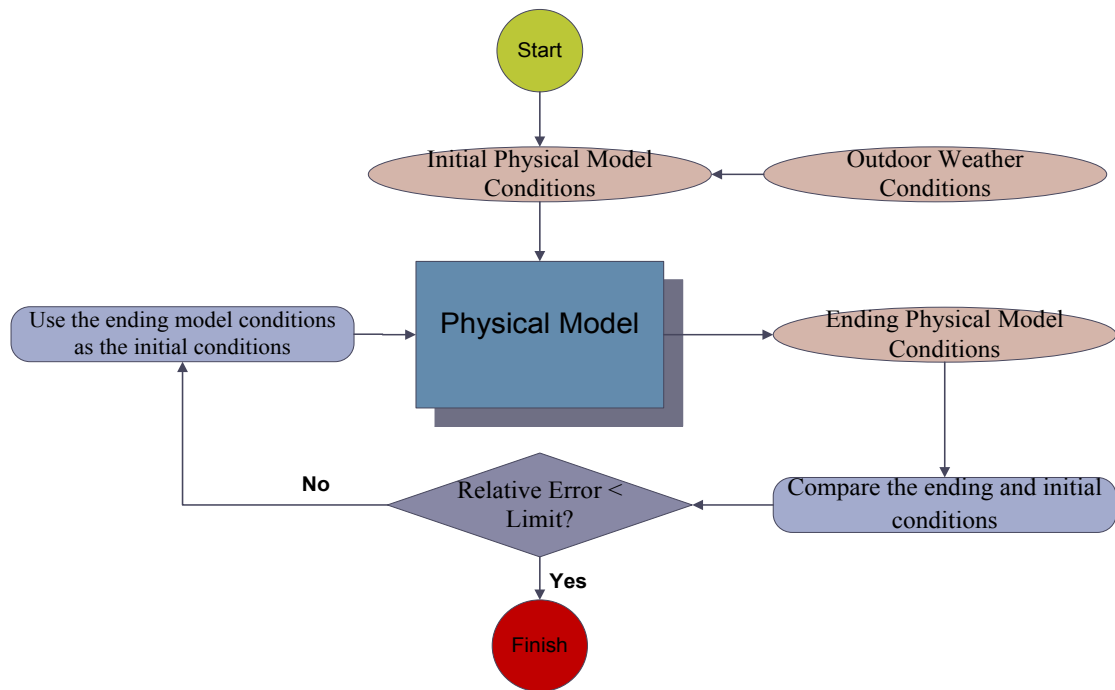 Start
Initial Physical Model
Conditions
Outdoor Weather
Conditions
Physical Model
Use the ending model conditions
as the initial conditions
Ending Physical Model
Conditions
Compare the ending and initial
conditions
Relative Error <
Limit?
No
Yes
Finish